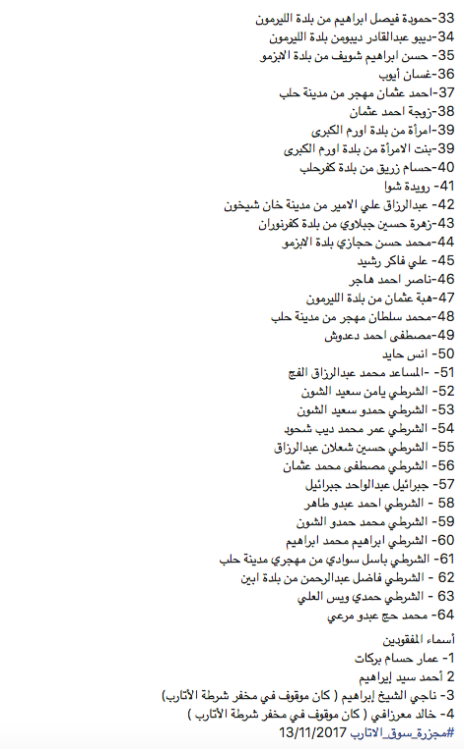 33-حمودة فيصل ابراهيم من بلدة الليرمون
34-ديبو عبدالقادر ديبومن بلدة الليرمون
35- حسن ابراهيم شويف من بلدة الابزمو
36-غسان أيوب
37-احمد عثمان مهجر من مدينة حلب
38-زوجة احمد عثمان
39-امرأة من بلدة اورم الكبرى
39-بنت الامرأة من بلدة اورم الكبرى
40-حسام زريق من بلدة كفرحلب
41- رويدة شوا
42- عبدالرزاق علي الامير من مدينة خان شيخون
43-زهرة حسين جبلاوي من بلدة كفرنوران
44-محمد حسن حجازي بلدة الابزمو
45- علي فاكر رشيد
46-ناصر احمد هاجر
47-هبة عثمان من بلدة الليرمون
48-محمد سلطان مهجر من مدينة حلب
49-مصطفى احمد دعدوش
50- انس حايد
51- -المساعد محمد عبدالرزاق الفج
52- الشرطي يامن سعيد الشون
53- الشرطي حمدو سعيد الشون
54- الشرطي عمر محمد ديب شحود
55- الشرطي حسين شعلان عبدالرزاق
56- الشرطي مصطفى محمد عثمان
57- جبرائيل عبدالواحد جبرائيل
58 - الشرطي احمد عبدو طاهر
59- الشرطي محمد حمدو الشون
60- الشرطي ابراهيم محمد ابراهيم
61- الشرطي باسل سوادي من مهجري مدينة حلب
62 - الشرطي فاضل عبدالرحمن من بلدة ابين
63 - الشرطي حمدي ويس العلي
64- محمد حج عبدو مرعي
أسماء المفقودين
1- عمار حسام بركات
2 أحمد سيد إبراهيم
3- ناجي الشيخ إبراهيم ( كان موقوف في مخفر شرطة الأتارب)
4- خالد معرزافي ( كان موقوف في مخفر شرطة الأتارب )
#مجزرة_سوق_الاتارب 13/11/2017